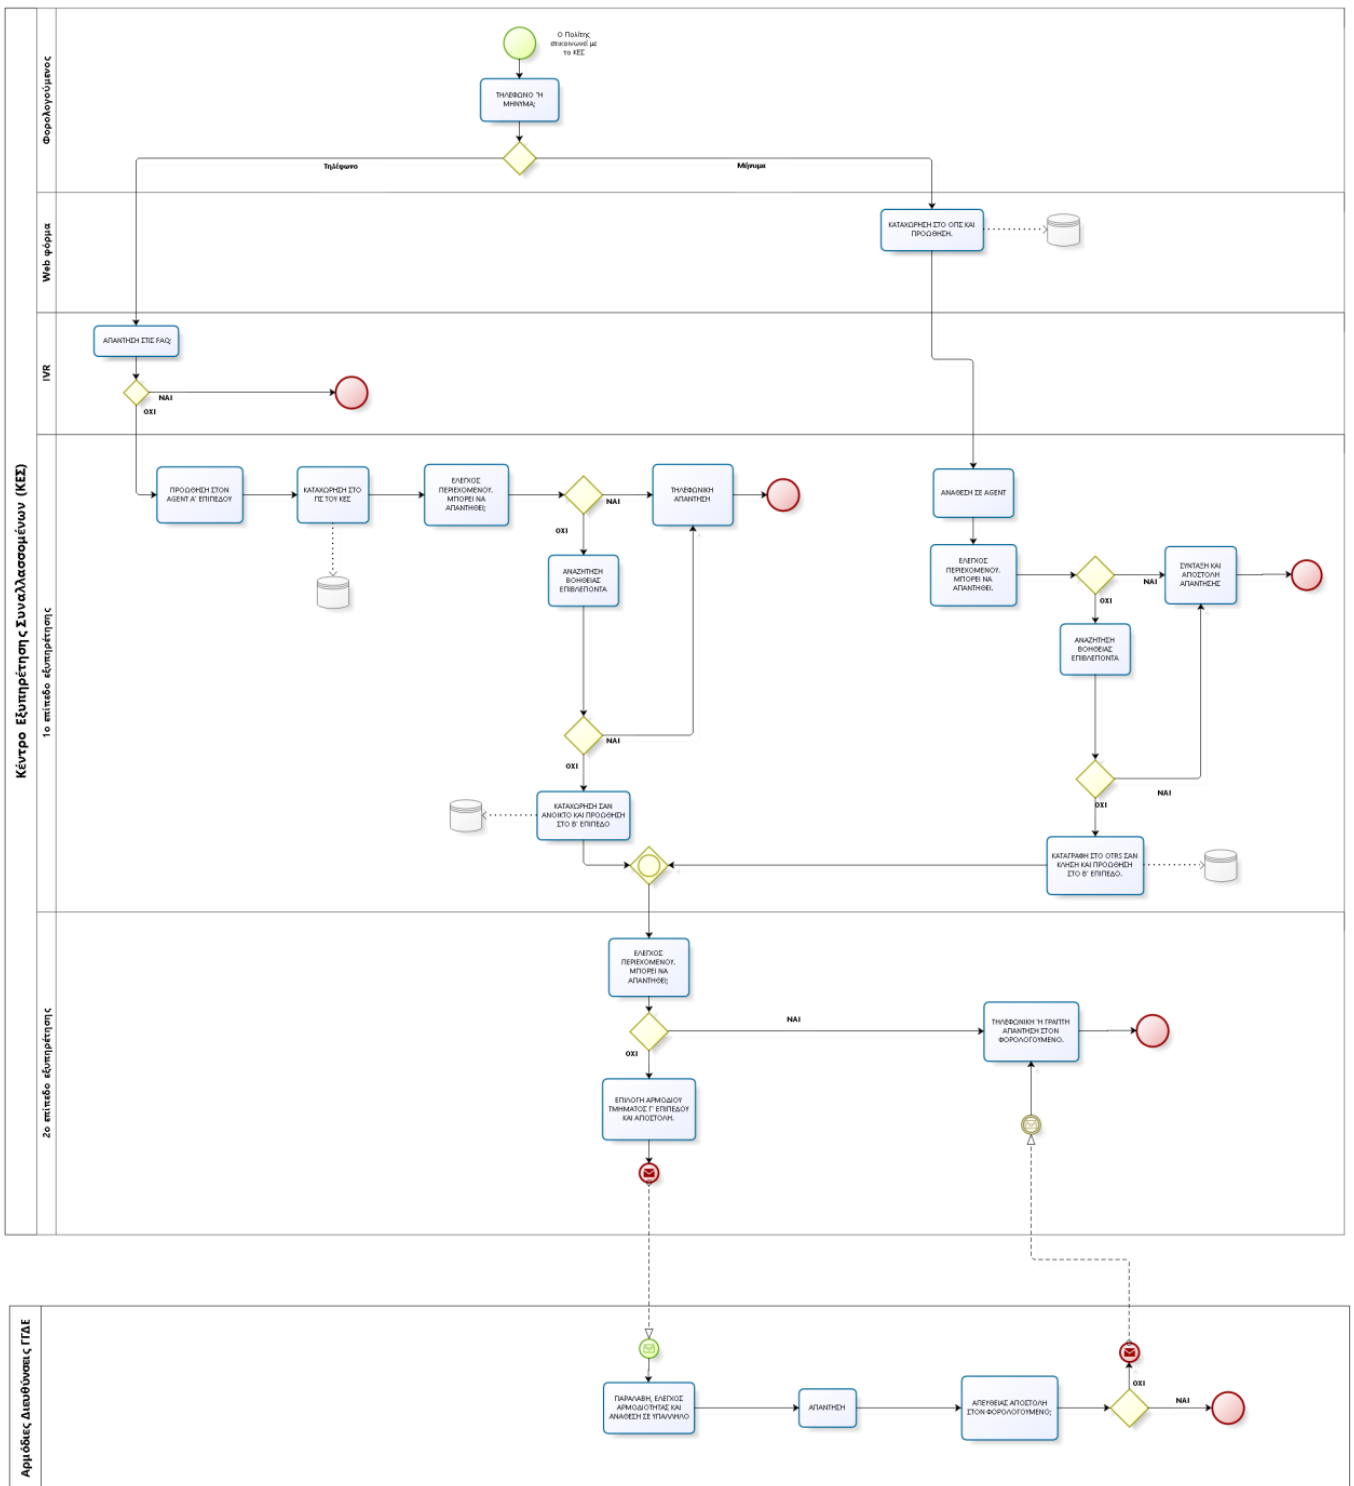 Κέντρο Εξυπηρέτησης Συναλλασσομένων (ΚΕΣ)
Φορολογούμενος
Ο Πολίτης
επικοινωνεί με
το ΚΕΣ
ΤΗΛΕΦΩΝΟ Ή
ΜΗΝΥΜΑ;
Τηλέφωνο
Μήνυμα
Web φόρμα
ΚΑΤΑΧΩΡΗΣΗ ΣΤΟ ΟΠΣ ΚΑΙ
ΠΡΟΩΘΗΣΗ.
IVR
ΑΠΑΝΤΗΣΗ ΣΤΙΣ FAQ;
ΝΑΙ
ΟΧΙ
1ο επίπεδο εξυπηρέτησης
ΠΡΟΩΘΗΣΗ ΣΤΟΝ
AGENT Α' ΕΠΙΠΕΔΟΥ
ΚΑΤΑΧΩΡΗΣΗ ΣΤΟ
ΠΣ ΤΟΥ ΚΕΣ
ΕΛΕΓΧΟΣ
ΠΕΡΙΕΧΟΜΕΝΟΥ.
ΜΠΟΡΕΙ ΝΑ
ΑΠΑΝΤΗΘΕΙ;
ΝΑΙ
ΟΧΙ
ΤΗΛΕΦΩΝΙΚΗ
ΑΠΑΝΤΗΣΗ
ΑΝΑΖΗΤΗΣΗ
ΒΟΗΘΕΙΑΣ
ΕΠΙΒΛΕΠΟΝΤΑ
ΝΑΙ
ΟΧΙ
ΚΑΤΑΧΩΡΗΣΗ ΣΑΝ
ΑΝΟΙΚΤΟ ΚΑΙ ΠΡΟΩΘΗΣΗ
ΣΤΟ Β' ΕΠΙΠΕΔΟ
ΑΝΑΘΕΣΗ ΣΕ AGENT
ΕΛΕΓΧΟΣ
ΠΕΡΙΕΧΟΜΕΝΟΥ.
ΜΠΟΡΕΙ ΝΑ
ΑΠΑΝΤΗΘΕΙ.
ΝΑΙ
ΟΧΙ
ΣΥΝΤΑΞΗ ΚΑΙ
ΑΠΟΣΤΟΛΗ
ΑΠΑΝΤΗΣΗΣ
ΑΝΑΖΗΤΗΣΗ
ΒΟΗΘΕΙΑΣ
ΕΠΙΒΛΕΠΟΝΤΑ
ΝΑΙ
ΟΧΙ
ΚΑΤΑΓΡΑΦΗ ΣΤΟ OTRS ΣΑΝ
ΚΛΗΣΗ ΚΑΙ ΠΡΟΩΘΗΣΗ
ΣΤΟ Β' ΕΠΙΠΕΔΟ.
2ο επίπεδο εξυπηρέτησης
ΕΛΕΓΧΟΣ
ΠΕΡΙΕΧΟΜΕΝΟΥ.
ΜΠΟΡΕΙ ΝΑ
ΑΠΑΝΤΗΘΕΙ;
ΝΑΙ
ΟΧΙ
ΤΗΛΕΦΩΝΙΚΗ Ή ΓΡΑΠΤΗ
ΑΠΑΝΤΗΣΗ ΣΤΟΝ
ΦΟΡΟΛΟΓΟΥΜΕΝΟ.
ΕΠΙΛΟΓΗ ΑΡΜΟΔΙΟΥ
ΤΜΗΜΑΤΟΣ Γ' ΕΠΙΠΕΔΟΥ
ΚΑΙ ΑΠΟΣΤΟΛΗ.
Αρμόδιες Διευθύνσεις ΓΓΔΕ
ΠΑΡΑΛΑΒΗ, ΕΛΕΓΧΟΣ
ΑΡΜΟΔΙΟΤΗΤΑΣ ΚΑΙ
ΑΝΑΘΕΣΗ ΣΕ ΥΠΑΛΛΗΛΟ
ΑΠΑΝΤΗΣΗ
ΑΠΕΥΘΕΙΑΣ ΑΠΟΣΤΟΛΗ
ΣΤΟΝ ΦΟΡΟΛΟΓΟΥΜΕΝΟ;
ΟΧΙ
ΝΑΙ